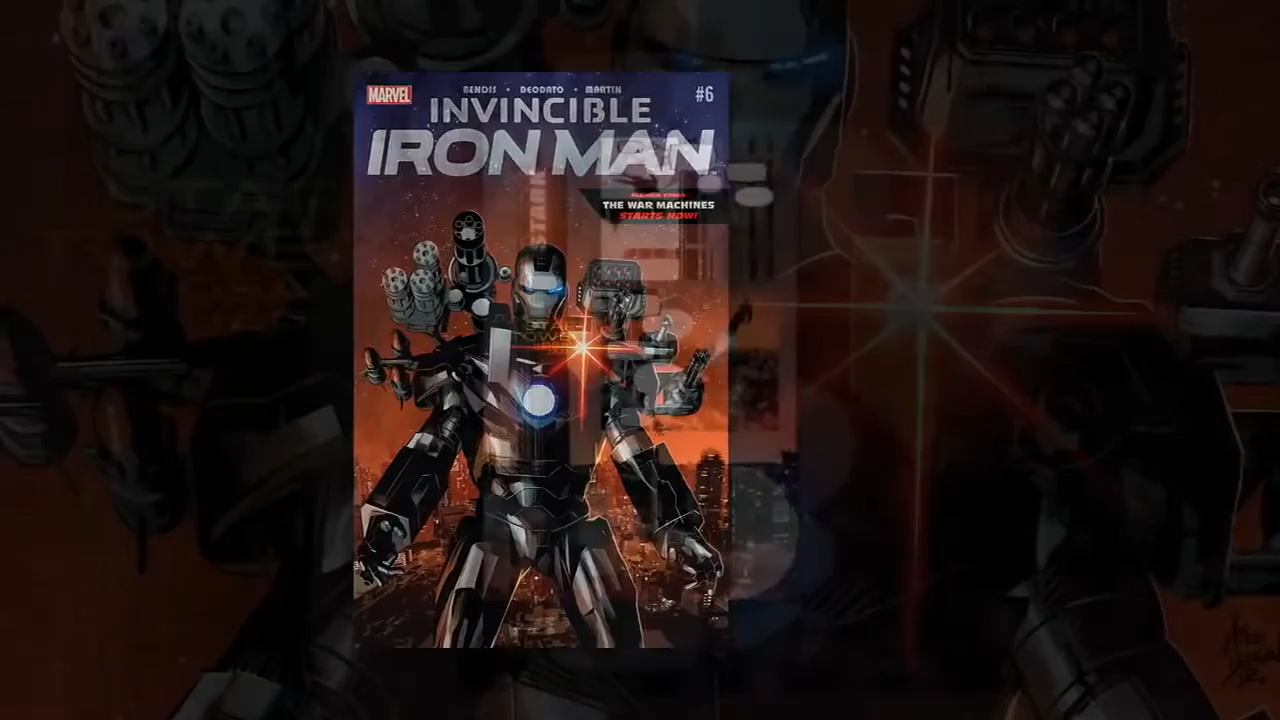 MARVEL
BENDIS • DEODATO • MARTIN
#6
INVINCIBLE
IRON MAN
THE WAR MACHINES
STARTS NOW!